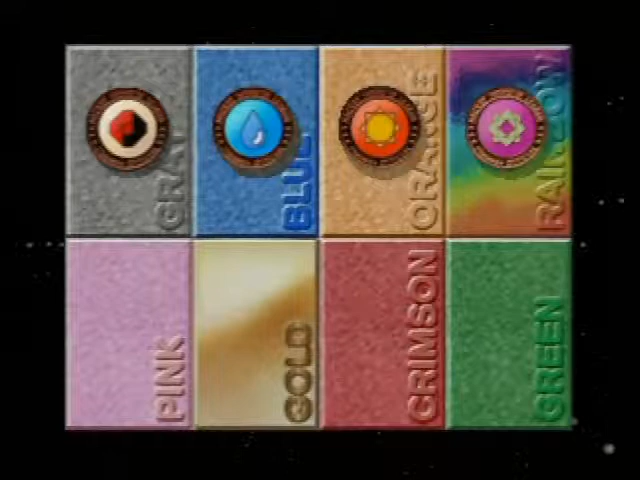 GRAY
BLUE
ORANGE
RAINBOW
PINK
GOLD
CRIMSON
GREEN